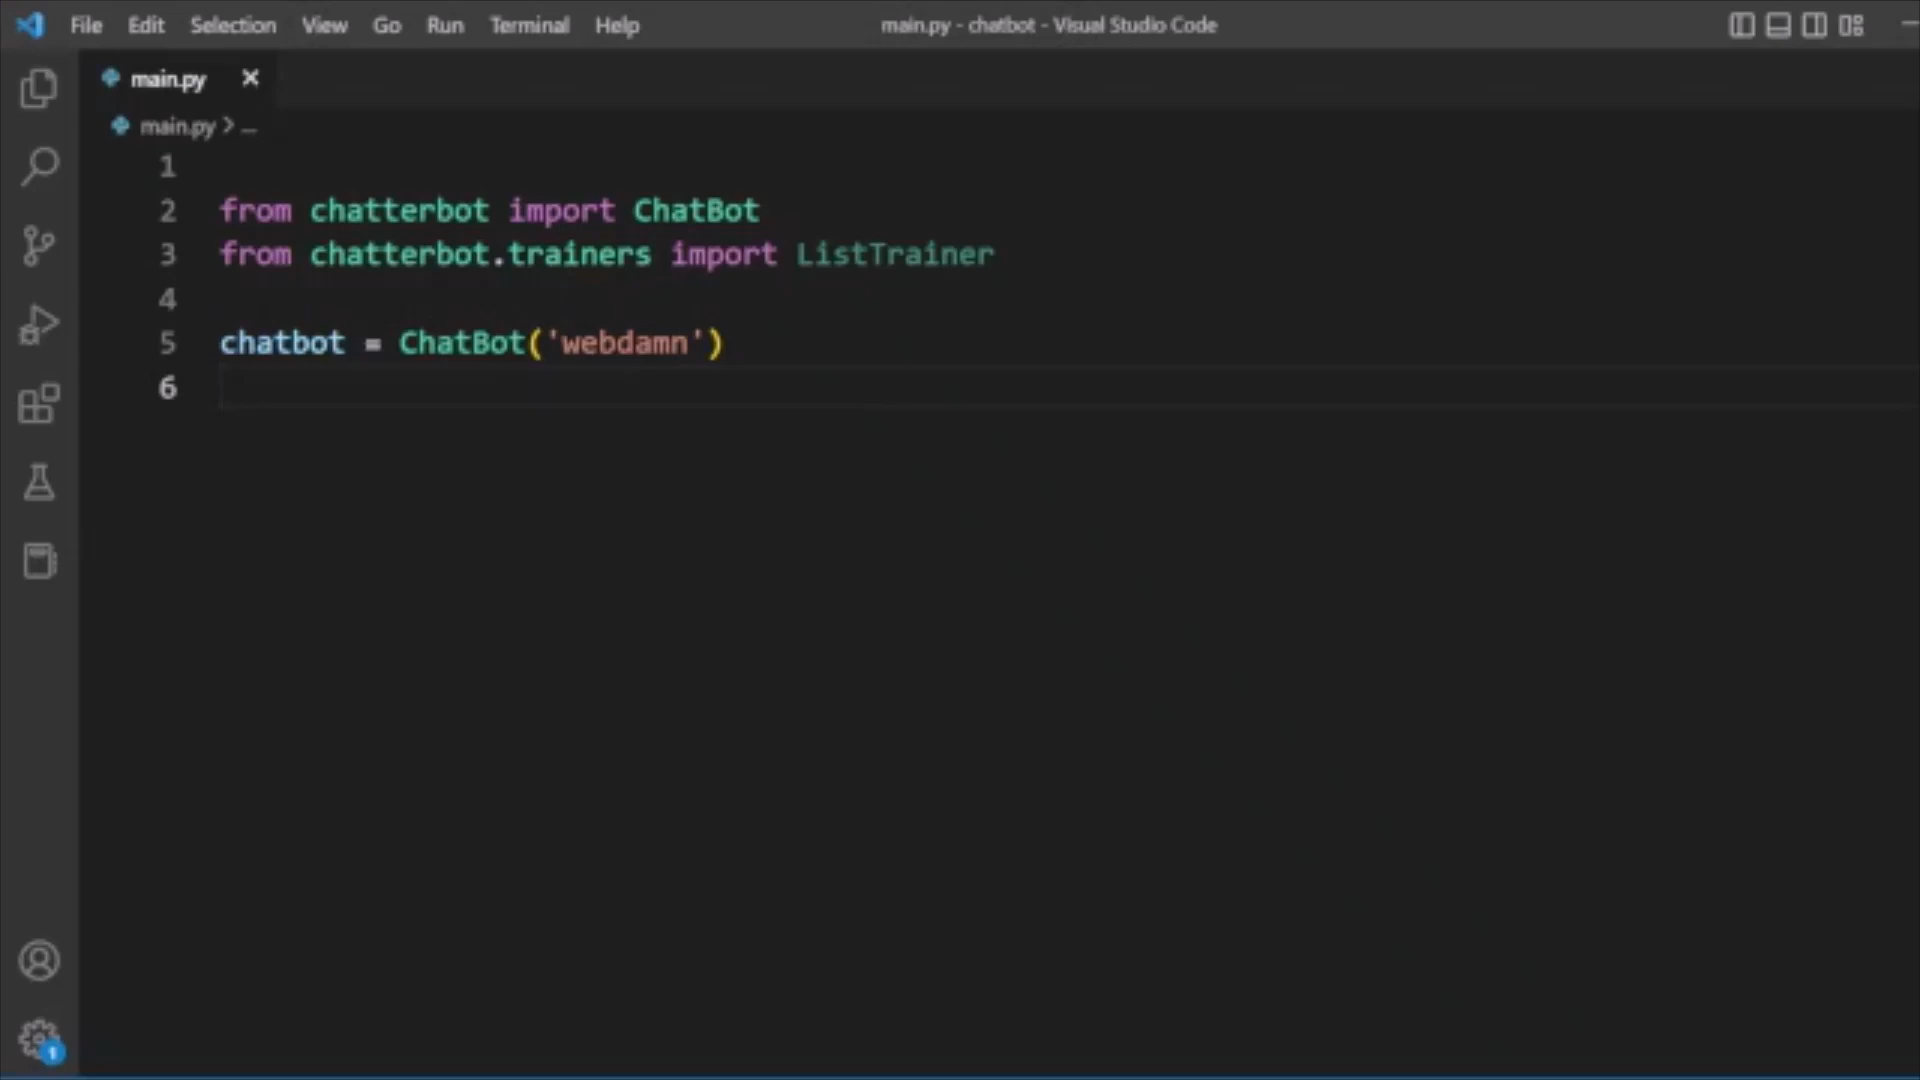 File Edit Selection View Go Run Terminal Help main.py - chatbot - Visual Studio Code
main.py
main.py > ...
1
2 from chatterbot import ChatBot
3 from chatterbot.trainers import ListTrainer
4
5 chatbot = ChatBot('webdamn')
6
1